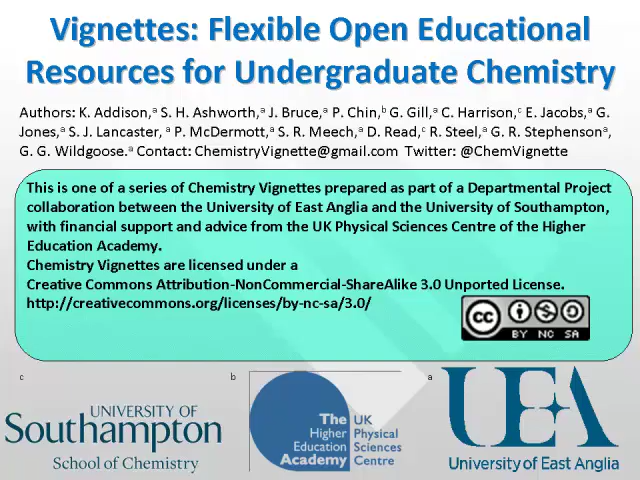 Vignettes: Flexible Open Educational
Resources for Undergraduate Chemistry
Authors: K. Addison,ᵃ S. H. Ashworth,ᵃ J. Bruce,ᵃ P. Chin,ᵇ G. Gill,ᵃ C. Harrison,ᶜ E. Jacobs,ᵃ G.
Jones,ᵃ S. J. Lancaster, ᵃ P. McDermott,ᵃ S. R. Meech,ᵃ D. Read,ᶜ R. Steel,ᵃ G. R. Stephensonᵃ,
G. G. Wildgoose.ᵃ Contact: ChemistryVignette@gmail.com Twitter: @ChemVignette
This is one of a series of Chemistry Vignettes prepared as part of a Departmental Project
collaboration between the University of East Anglia and the University of Southampton,
with financial support and advice from the UK Physical Sciences Centre of the Higher
Education Academy.
Chemistry Vignettes are licensed under a
Creative Commons Attribution-NonCommercial-ShareAlike 3.0 Unported License.
http://creativecommons.org/licenses/by-nc-sa/3.0/
cc
BY NC SA
c
UNIVERSITY OF
Southampton
School of Chemistry
b
The UK
Higher Physical
Education Sciences
Academy Centre
a
UEA
University of East Anglia